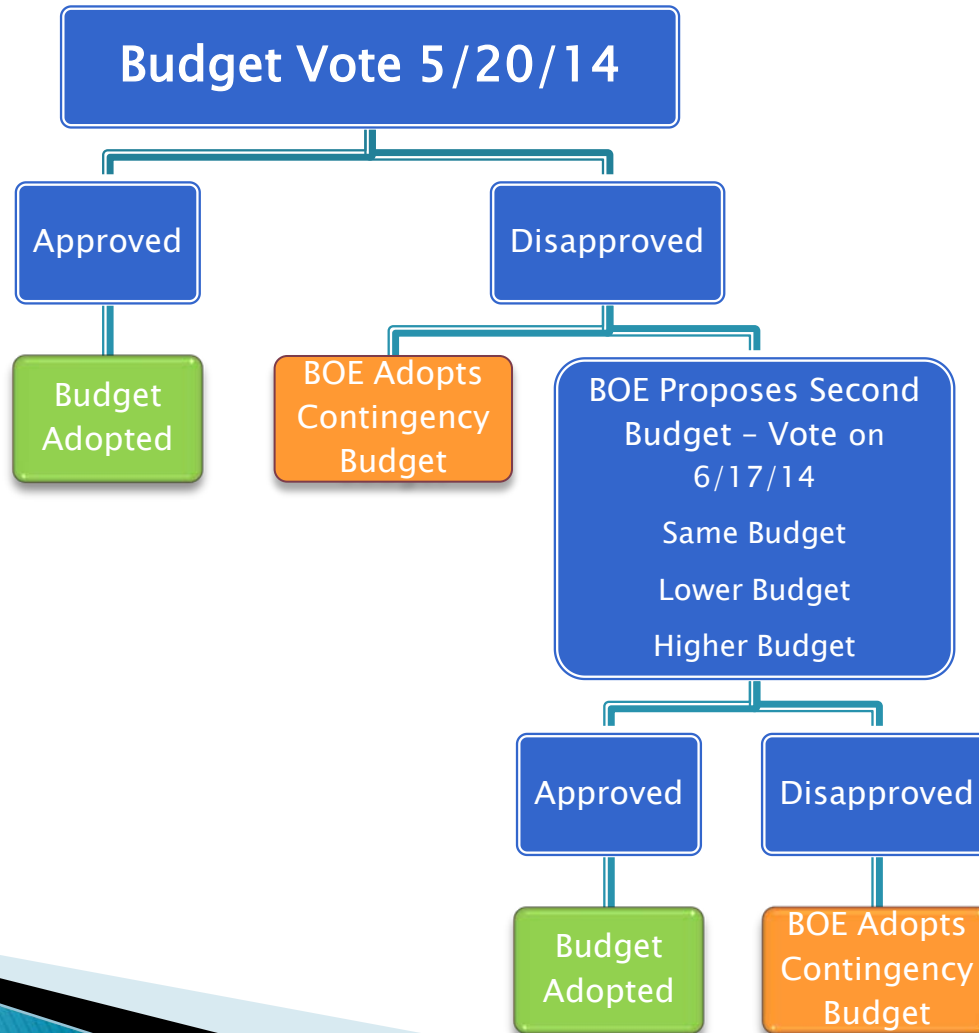 Budget Vote 5/20/14
Approved
Disapproved
Budget
Adopted
BOE Adopts
Contingency
Budget
BOE Proposes Second
Budget – Vote on
6/17/14
Same Budget
Lower Budget
Higher Budget
Approved
Disapproved
Budget
Adopted
BOE Adopts
Contingency
Budget